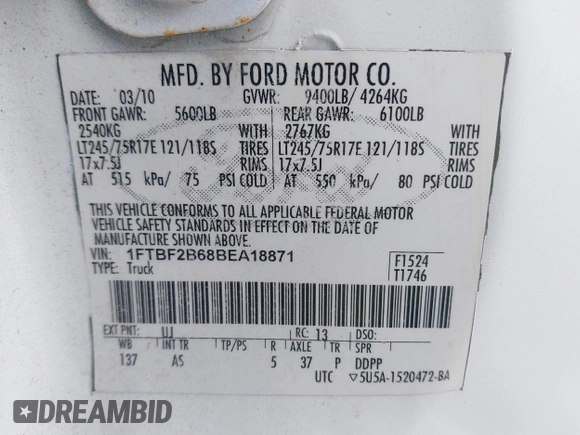 MFD. BY FORD MOTOR CO.
DATE: 03/10 GVWR: 9400LB/ 4264KG
FRONT GAWR: 5600LB REAR GAWR: 6100LB
2540KG WITH 2767KG WITH
LT245/75R17E 121/118S TIRES LT245/75R17E 121/118S TIRES
17x7.5J RIMS 17x7.5J RIMS
AT 515 kPa/ 75 PSI COLD AT 550 kPa/ 80 PSI COLD
THIS VEHICLE CONFORMS TO ALL APPLICABLE FEDERAL MOTOR
VEHICLE SAFETY STANDARDS IN EFFECT ON THE DATE OF
MANUFACTURE SHOWN ABOVE.
VIN: 1FTBF2B68BEA18871
TYPE: Truck
F1524
T1746
EXT PNT: UJ RC: 13 DSO:
WB INT TR TP/PS R AXLE TR SPR
137 AS 5 37 P DDPP
UTC ▽5U5A-1520472-BA
DREAMBID